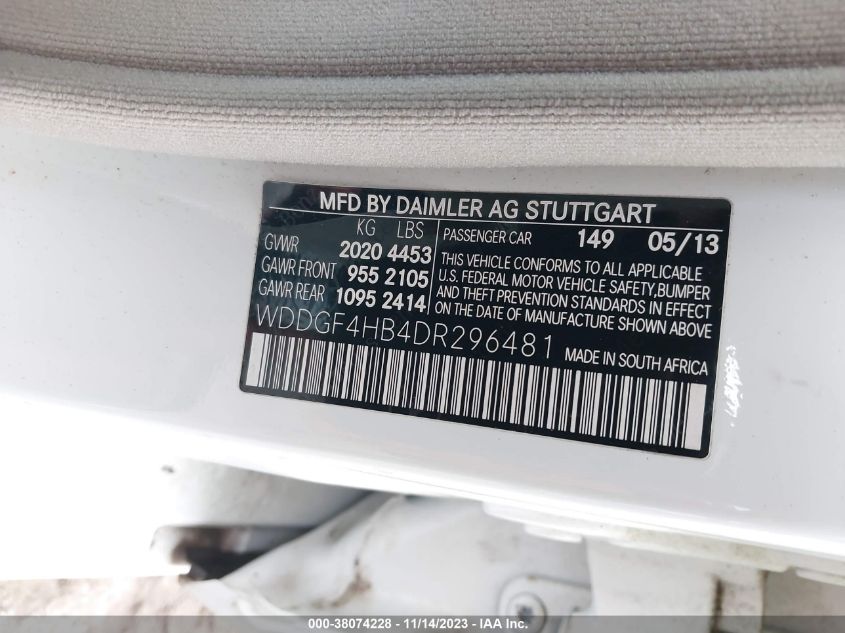 MFD BY DAIMLER AG STUTTGART
KG LBS
GVWR 2020 4453
GAWR FRONT 955 2105
GAWR REAR 1095 2414
PASSENGER CAR 149 05/13
THIS VEHICLE CONFORMS TO ALL APPLICABLE
U.S. FEDERAL MOTOR VEHICLE SAFETY, BUMPER
AND THEFT PREVENTION STANDARDS IN EFFECT
ON THE DATE OF MANUFACTURE SHOWN ABOVE
WDDGF4HB4DR296481 MADE IN SOUTH AFRICA
000-38074228 - 11/14/2023 - IAA Inc.